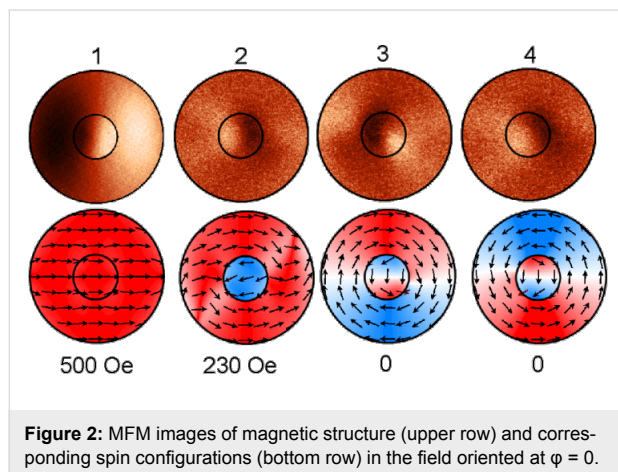 1 2 3 4
500 Oe 230 Oe 0 0
Figure 2: MFM images of magnetic structure (upper row) and corres-
ponding spin configurations (bottom row) in the field oriented at φ = 0.